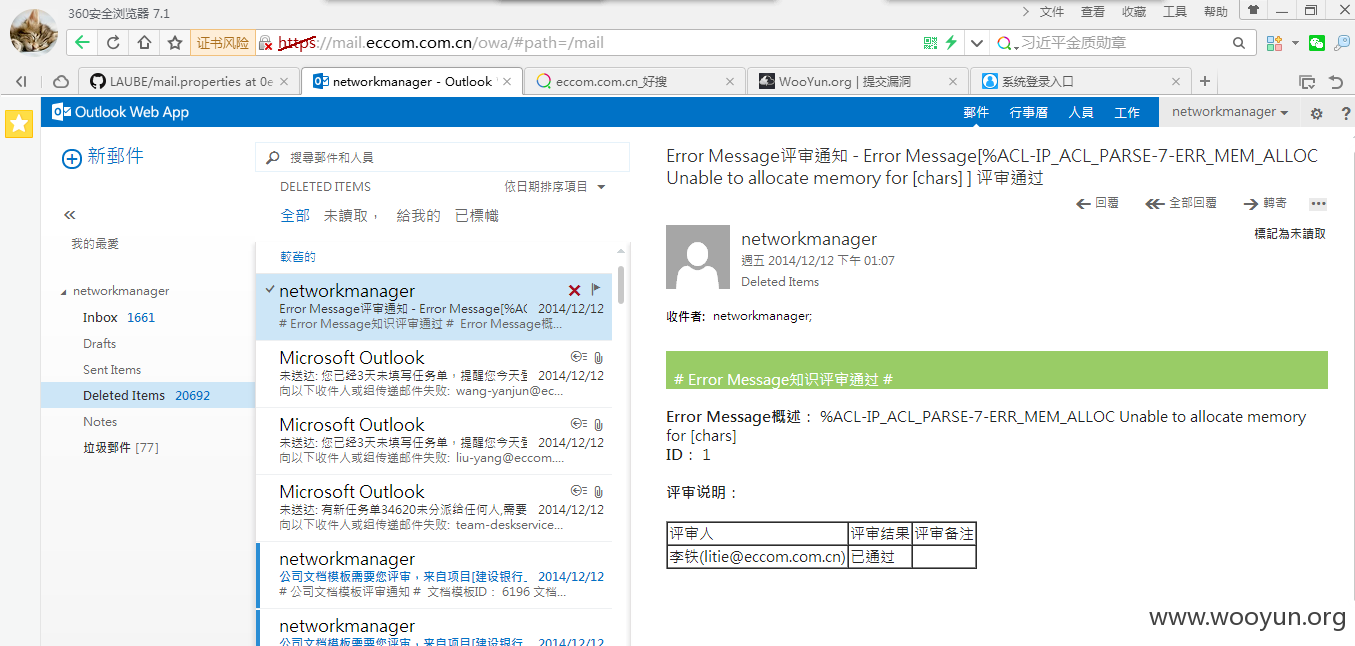 360安全浏览器 7.1
文件 查看 收藏 工具 帮助
证书风险 https://mail.eccom.com.cn/owa/#path=/mail 习近平金质勋章
LAUBE/mail.properties at 0e networkmanager - Outlook eccom.com.cn_好搜 WooYun.org | 提交漏洞 系统登录入口
Outlook Web App 郵件 行事曆 人員 工作 networkmanager ?
新郵件
我的最愛
networkmanager
Inbox 1661
Drafts
Sent Items
Deleted Items 20692
Notes
垃圾郵件 [77]
搜尋郵件和人員
DELETED ITEMS 依日期排序項目
全部 未讀取, 給我的 已標幟
較舊的
networkmanager
Error Message评审通知 - Error Message[%AC 2014/12/12
# Error Message知识评审通过 # Error Message概...
Microsoft Outlook
未送达: 您已经3天未填写任务单，提醒您今天登 2014/12/12
向以下收件人或组传递邮件失败: wang-yanjun@ec...
Microsoft Outlook
未送达: 您已经3天未填写任务单，提醒您今天登 2014/12/12
向以下收件人或组传递邮件失败: liu-yang@eccom....
Microsoft Outlook
未送达: 有新任务单34620未分派给任何人,需要 2014/12/12
向以下收件人或组传递邮件失败: team-deskservice...
networkmanager
公司文档模板需要您评审，来自项目[建设银行_ 2014/12/12
# 公司文档模板评审通知 # 文档模板ID： 6196 文档...
networkmanager
公司文档模板需要您评审，来自项目[建设银行 2014/12/12
Error Message评审通知 - Error Message[%ACL-IP_ACL_PARSE-7-ERR_MEM_ALLOC
Unable to allocate memory for [chars] ] 评审通过
回覆 全部回覆 轉寄 •••
標記為未讀取
networkmanager
週五 2014/12/12 下午 01:07
Deleted Items
收件者: networkmanager;
# Error Message知识评审通过 #
Error Message概述： %ACL-IP_ACL_PARSE-7-ERR_MEM_ALLOC Unable to allocate memory
for [chars]
ID： 1
评审说明：
评审人 评审结果 评审备注
李铁(litie@eccom.com.cn) 已通过
www.wooyun.org